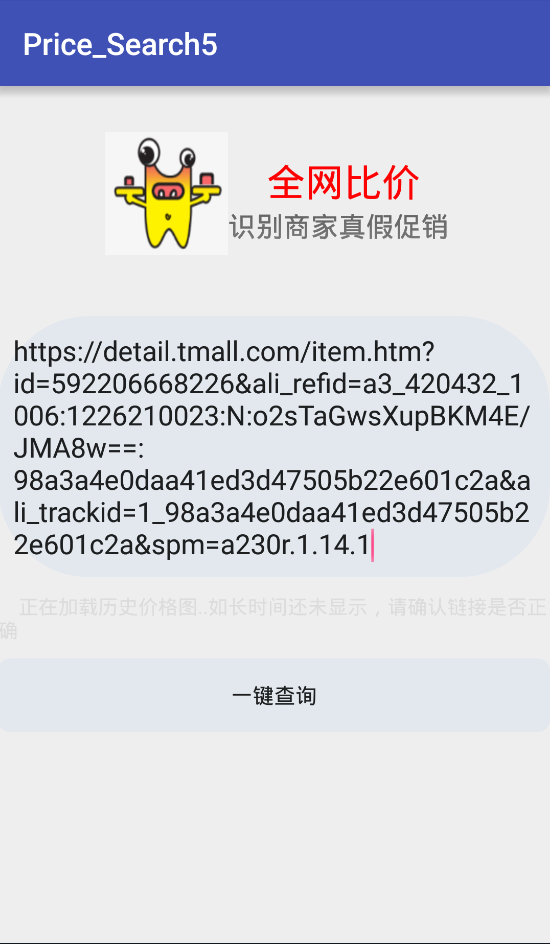 Price_Search5
全网比价
识别商家真假促销
https://detail.tmall.com/item.htm?
id=592206668226&ali_refid=a3_420432_1
006:1226210023:N:o2sTaGwsXupBKM4E/
JMA8w==:
98a3a4e0daa41ed3d47505b22e601c2a&a
li_trackid=1_98a3a4e0daa41ed3d47505b2
2e601c2a&spm=a230r.1.14.1
正在加载历史价格图..如长时间还未显示，请确认链接是否正
确
一键查询